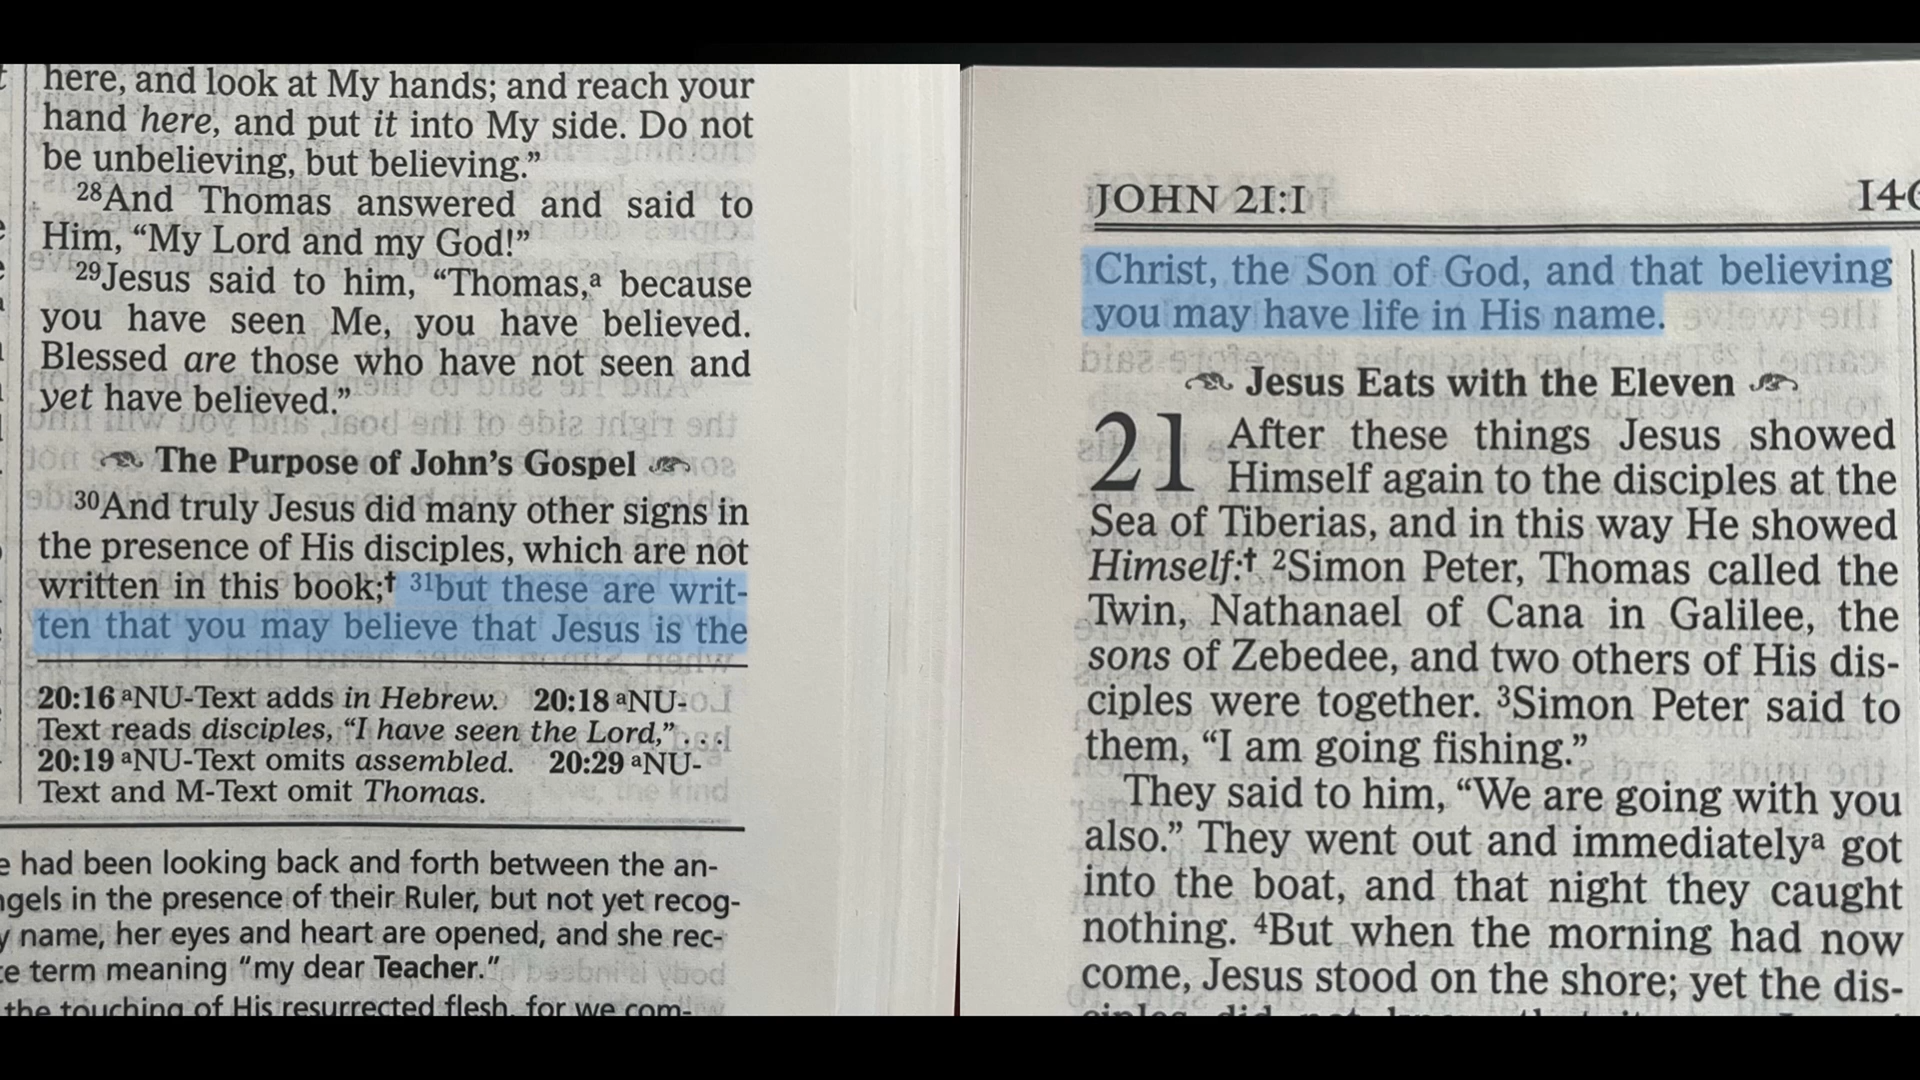 here, and look at My hands; and reach your
hand here, and put it into My side. Do not
be unbelieving, but believing.”
28And Thomas answered and said to
Him, “My Lord and my God!”
29Jesus said to him, “Thomas,a because
you have seen Me, you have believed.
Blessed are those who have not seen and
yet have believed.”
The Purpose of John’s Gospel
30And truly Jesus did many other signs in
the presence of His disciples, which are not
written in this book;† 31but these are writ-
ten that you may believe that Jesus is the
20:16 aNU-Text adds in Hebrew. 20:18 aNU-
Text reads disciples, “I have seen the Lord,” . . .
20:19 aNU-Text omits assembled. 20:29 aNU-
Text and M-Text omit Thomas.
had been looking back and forth between the an-
in the presence of their Ruler, but not yet recog-
name, her eyes and heart are opened, and she rec-
term meaning “my dear Teacher.”
the touching of His resurrected flesh, for we com-
JOHN 21:1
Christ, the Son of God, and that believing
you may have life in His name.
Jesus Eats with the Eleven
21 After these things Jesus showed
Himself again to the disciples at the
Sea of Tiberias, and in this way He showed
Himself:† 2Simon Peter, Thomas called the
Twin, Nathanael of Cana in Galilee, the
sons of Zebedee, and two others of His dis-
ciples were together. 3Simon Peter said to
them, “I am going fishing.”
They said to him, “We are going with you
also.” They went out and immediatelya got
into the boat, and that night they caught
nothing. 4But when the morning had now
come, Jesus stood on the shore; yet the dis-